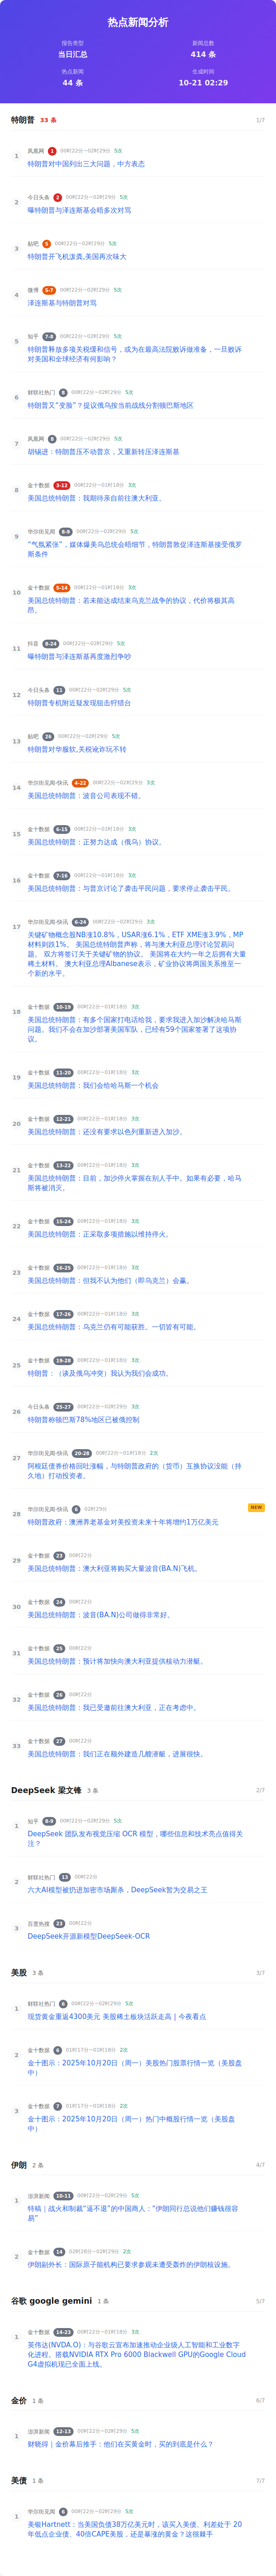 热点新闻分析
报告类型
新闻总数
当日汇总
414 条
热点新闻
生成时间
44 条
10-21 02:29
特朗普 33 条
1/7
1
凤凰网 1 00时22分~02时29分 5次
特朗普对中国列出三大问题，中方表态
2
今日头条 2 00时22分~02时29分 5次
曝特朗普与泽连斯基会晤多次对骂
3
贴吧 5 00时22分~02时29分 5次
特朗普开飞机泼粪,美国再次味大
4
微博 5-7 00时22分~02时29分 5次
泽连斯基与特朗普对骂
5
知乎 7-8 00时22分~02时29分 5次
特朗普释放多项关税缓和信号，或为在最高法院打败诉做准备，一旦败诉
对美国和全球经济有何影响？
6
财联社热门 8 00时22分~02时29分 5次
特朗普又“变脸”？提议俄乌按当前战线分割顿巴斯地区
7
凤凰网 9 00时22分~02时29分 5次
胡锡进：特朗普压不动普京，又重新转压泽连斯基
8
金十数据 3-12 00时22分~01时18分 3次
美国总统特朗普：我期待亲自前往澳大利亚。
9
华尔街见闻 8-9 00时22分~02时29分 5次
“气氛紧张”，媒体爆美乌总统会晤细节，特朗普敦促泽连斯基接受俄罗
斯条件
10
金十数据 5-14 00时22分~01时18分 3次
美国总统特朗普：若未能达成结束乌克兰战争的协议，代价将极其高
昂。
11
抖音 8-24 00时22分~02时29分 5次
曝特朗普与泽连斯基再度激烈争吵
12
今日头条 11 00时22分~02时29分 5次
特朗普专机附近疑发现狙击狩猎台
13
贴吧 26 00时22分~02时29分 5次
特朗普对华服软,关税讹诈玩不转
14
华尔街见闻-快讯 4-22 00时22分~02时29分 3次
美国总统特朗普：波音公司表现不错。
15
金十数据 6-15 00时22分~01时18分 3次
美国总统特朗普：正努力达成（俄乌）协议。
16
金十数据 7-16 00时22分~01时18分 3次
美国总统特朗普：与普京讨论了袭击平民问题，要求停止袭击平民。
17
华尔街见闻-快讯 6-24 00时22分~02时29分 3次
关键矿物概念股NB涨10.8%，USAR涨6.1%，ETF XME涨3.9%，MP
材料则跌1%。 美国总统特朗普声称，将与澳大利亚总理讨论贸易问
题。 双方将签订关于关键矿物的协议。 美国将在大约一年之后拥有大量
稀土材料。 澳大利亚总理Albanese表示，矿业协议将两国关系推至一
个新的水平。
18
金十数据 10-19 00时22分~01时18分 3次
美国总统特朗普：有多个国家打电话给我，要求我进入加沙解决哈马斯
问题。我们不会在加沙部署美国军队，已经有59个国家签署了这项协
议。
19
金十数据 11-20 00时22分~01时18分 3次
美国总统特朗普：我们会给哈马斯一个机会
20
金十数据 12-21 00时22分~01时18分 3次
美国总统特朗普：还没有要求以色列重新进入加沙。
21
金十数据 13-22 00时22分~01时18分 3次
美国总统特朗普：目前，加沙停火掌握在别人手中。如果有必要，哈马
斯将被消灭。
22
金十数据 15-24 00时22分~01时18分 3次
美国总统特朗普：正采取多项措施以维持停火。
23
金十数据 16-25 00时22分~01时18分 3次
美国总统特朗普：但我不认为他们（即乌克兰）会赢。
24
金十数据 17-26 00时22分~01时18分 3次
美国总统特朗普：乌克兰仍有可能获胜。一切皆有可能。
25
金十数据 19-28 00时22分~01时18分 3次
特朗普：（谈及俄乌冲突）我认为我们会成功。
26
今日头条 25-27 00时22分~02时29分 3次
特朗普称顿巴斯78%地区已被俄控制
27
华尔街见闻-快讯 20-28 00时22分~01时18分 2次
阿根廷债券价格回吐涨幅，与特朗普政府的（货币）互换协议没能（持
久地）打动投资者。
28
华尔街见闻-快讯 6 02时29分
NEW
特朗普政府：澳洲养老基金对美投资未来十年将增约1万亿美元
29
金十数据 23 00时22分
美国总统特朗普：澳大利亚将购买大量波音(BA.N)飞机。
30
金十数据 24 00时22分
美国总统特朗普：波音(BA.N)公司做得非常好。
31
金十数据 25 00时22分
美国总统特朗普：预计将加快向澳大利亚提供核动力潜艇。
32
金十数据 26 00时22分
美国总统特朗普：我已受邀前往澳大利亚，正在考虑中。
33
金十数据 27 00时22分
美国总统特朗普：我们正在额外建造几艘潜艇，进展很快。
DeepSeek 梁文锋 3 条
2/7
1
知乎 8-9 00时22分~02时29分 5次
DeepSeek 团队发布视觉压缩 OCR 模型，哪些信息和技术亮点值得关
注？
2
财联社热门 13 00时22分
六大AI模型被扔进加密市场厮杀，DeepSeek暂为交易之王
3
百度热搜 23 00时22分
DeepSeek开源新模型DeepSeek-OCR
美股 3 条
3/7
1
财联社热门 6 00时22分~02时29分 5次
现货黄金重返4300美元 美股稀土板块活跃走高 | 今夜看点
2
金十数据 6 01时17分~01时18分 2次
金十图示：2025年10月20日（周一）美股热门股票行情一览（美股盘
中）
3
金十数据 7 01时17分~01时18分 2次
金十图示：2025年10月20日（周一）热门中概股行情一览（美股盘
中）
伊朗 2 条
4/7
1
澎湃新闻 10-11 00时22分~02时29分 5次
特稿｜战火和制裁“逼不退”的中国商人：“伊朗同行总说他们赚钱很容
易”
2
金十数据 14 02时28分~02时29分 2次
伊朗副外长：国际原子能机构已要求参观未遭受轰炸的伊朗核设施。
谷歌 google gemini 1 条
5/7
1
金十数据 14-23 00时22分~01时18分 3次
英伟达(NVDA.O)：与谷歌云宣布加速推动企业级人工智能和工业数字
化进程。搭载NVIDIA RTX Pro 6000 Blackwell GPU的Google Cloud
G4虚拟机现已全面上线。
金价 1 条
6/7
1
澎湃新闻 12-13 00时22分~02时29分 5次
财晓得｜金价幕后推手：他们在买黄金时，买的到底是什么？
美债 1 条
7/7
1
华尔街见闻 6 00时22分~02时29分 5次
美银Hartnett：当美国负债38万亿美元时，该买入美债、利差处于 20
年低点企业债、40倍CAPE美股，还是暴涨的黄金？这很棘手